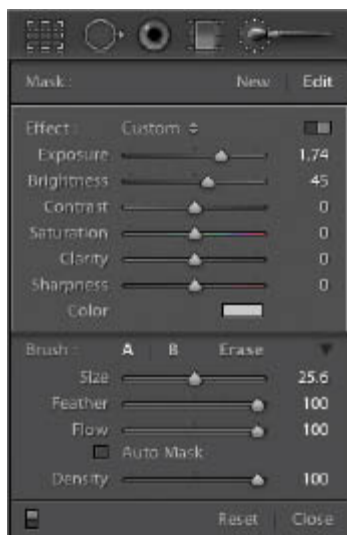 Mask: New Edit
Effect: Custom
Exposure 1.74
Brightness 45
Contrast 0
Saturation 0
Clarity 0
Sharpness 0
Color
Brush: A B Erase
Size 25.6
Feather 100
Flow 100
Auto Mask
Density 100
Reset Close